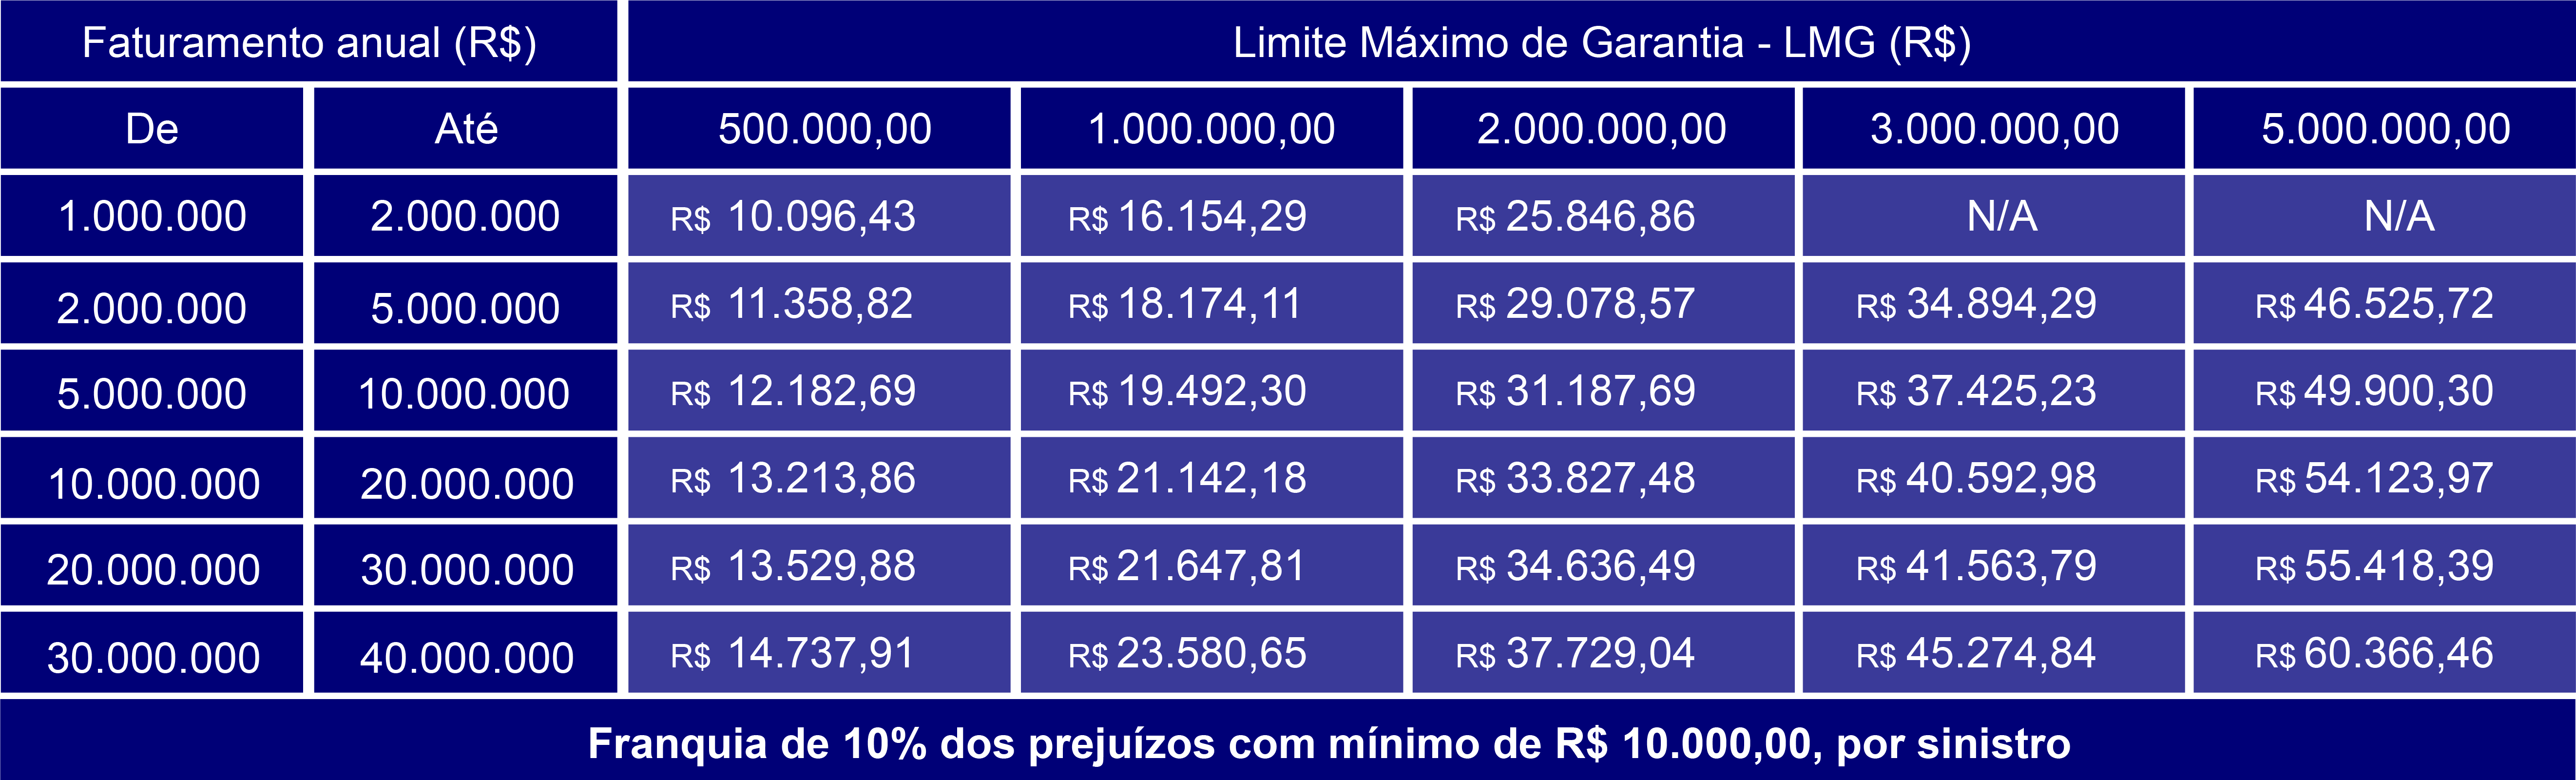 Faturamento anual (R$) Limite Máximo de Garantia - LMG (R$)
De Até 500.000,00 1.000.000,00 2.000.000,00 3.000.000,00 5.000.000,00
1.000.000 2.000.000 R$ 10.096,43 R$ 16.154,29 R$ 25.846,86 N/A N/A
2.000.000 5.000.000 R$ 11.358,82 R$ 18.174,11 R$ 29.078,57 R$ 34.894,29 R$ 46.525,72
5.000.000 10.000.000 R$ 12.182,69 R$ 19.492,30 R$ 31.187,69 R$ 37.425,23 R$ 49.900,30
10.000.000 20.000.000 R$ 13.213,86 R$ 21.142,18 R$ 33.827,48 R$ 40.592,98 R$ 54.123,97
20.000.000 30.000.000 R$ 13.529,88 R$ 21.647,81 R$ 34.636,49 R$ 41.563,79 R$ 55.418,39
30.000.000 40.000.000 R$ 14.737,91 R$ 23.580,65 R$ 37.729,04 R$ 45.274,84 R$ 60.366,46
Franquia de 10% dos prejuízos com mínimo de R$ 10.000,00, por sinistro